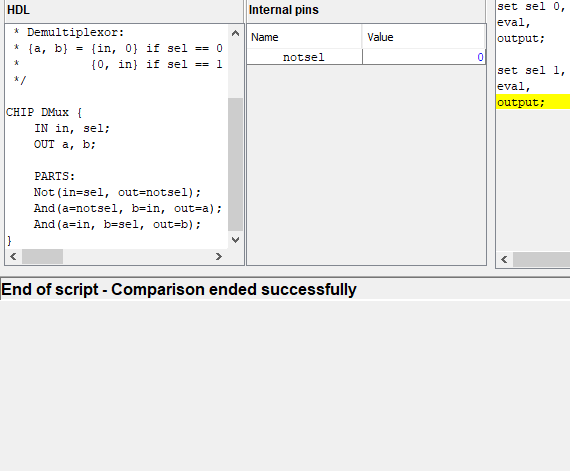 HDL
 * Demultiplexor:
 * {a, b} = {in, 0} if sel == 0
 *          {0, in} if sel == 1
 */
CHIP DMux {
    IN in, sel;
    OUT a, b;
    PARTS:
    Not(in=sel, out=notsel);
    And(a=notsel, b=in, out=a);
    And(a=in, b=sel, out=b);
}
Internal pins
Name Value
notsel 0
set sel 0,
eval,
output;
set sel 1,
eval,
output;
End of script - Comparison ended successfully